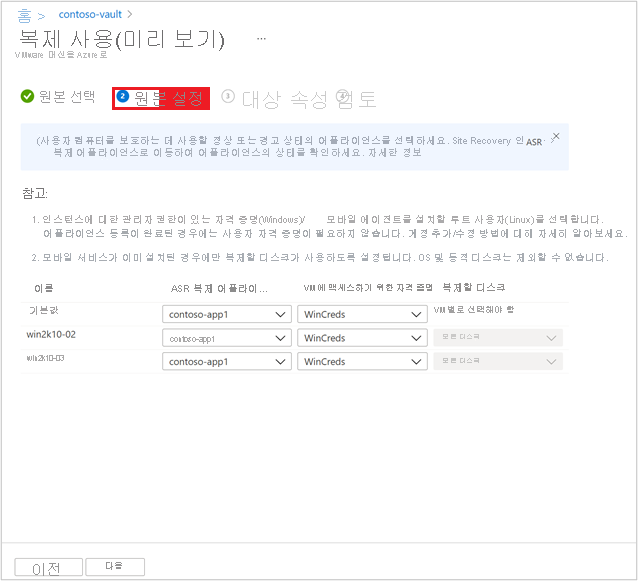 홈 > contoso-vault >
복제 사용(미리 보기) ...
VMware 머신을 Azure로
원본 선택 2 원본 설정 3 대상 속성 4 검토
(사용자 컴퓨터를 보호하는 데 사용할 정상 또는 경고 상태의 어플라이언스를 선택하세요. Site Recovery 인 ASR
복제 어플라이언스로 이동하여 어플라이언스의 상태를 확인하세요. 자세한 정보
참고:
1. 인스턴스에 대한 관리자 권한이 있는 자격 증명(Windows)/ 모바일 에이전트를 설치할 루트 사용자(Linux)를 선택합니다.
어플라이언스 등록이 완료된 경우에는 사용자 자격 증명이 필요하지 않습니다. 계정 추가/수정 방법에 대해 자세히 알아보세요.
2. 모바일 서비스가 이미 설치된 경우에만 복제할 디스크가 사용하도록 설정됩니다. OS 및 동적 디스크는 제외할 수 없습니다.
이름 ASR 복제 어플라이... VM에 액세스하기 위한 자격 증명 복제할 디스크
기본값 contoso-app1 WinCreds VM별로 선택해야 함
win2k10-02 contoso-app1 WinCreds 모든 디스크
win2k10-03 contoso-app1 WinCreds 모든 디스크
이전 다음